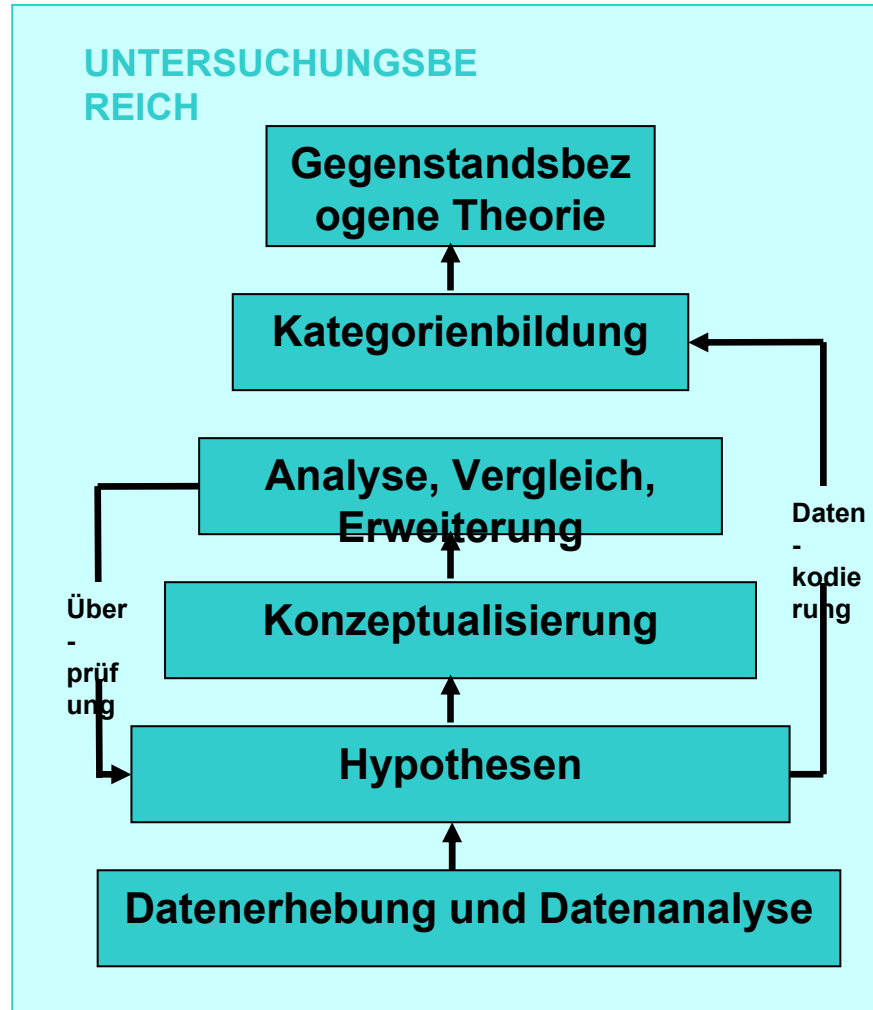 UNTERSUCHUNGSBE
REICH
Gegenstandsbez
ogene Theorie
Kategorienbildung
Analyse, Vergleich,
Erweiterung
Daten
-
kodie
rung
Konzeptualisierung
Über
-
prüf
ung
Hypothesen
Datenerhebung und Datenanalyse